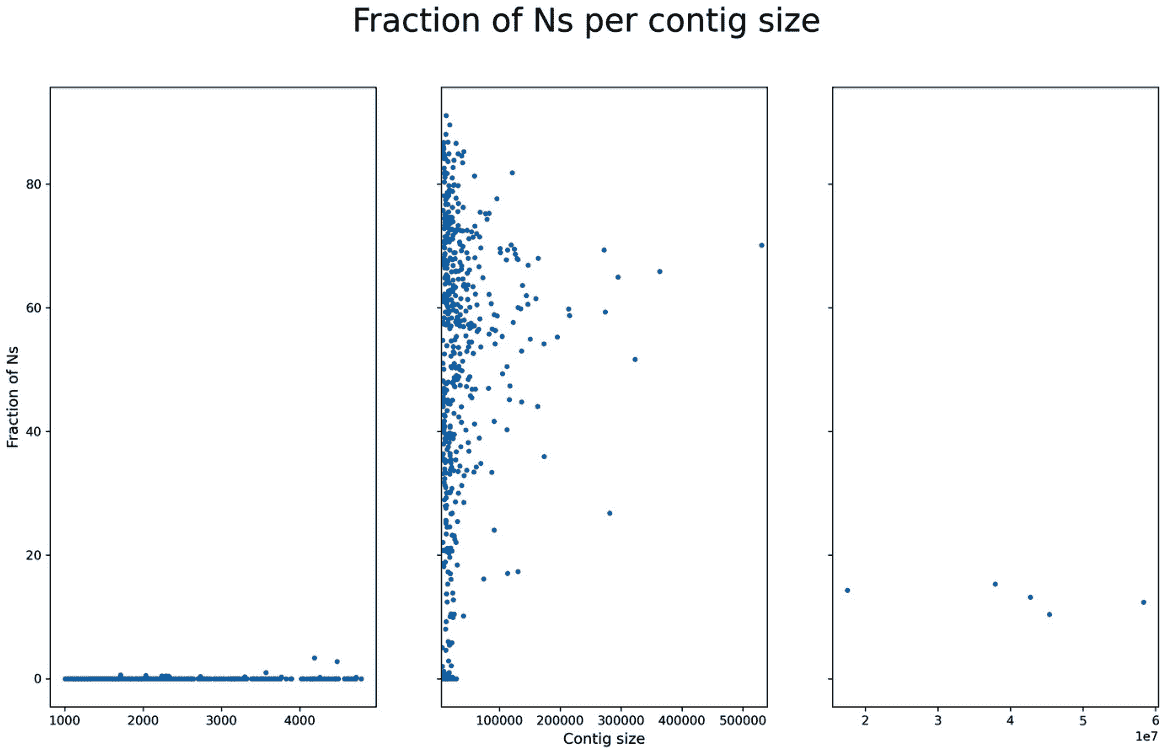 Fraction of Ns per contig size
Fraction of Ns
80
60
40
20
0
1000 2000 3000 4000
100000 200000 300000 400000 500000
2 3 4 5 6
1e7
Contig size